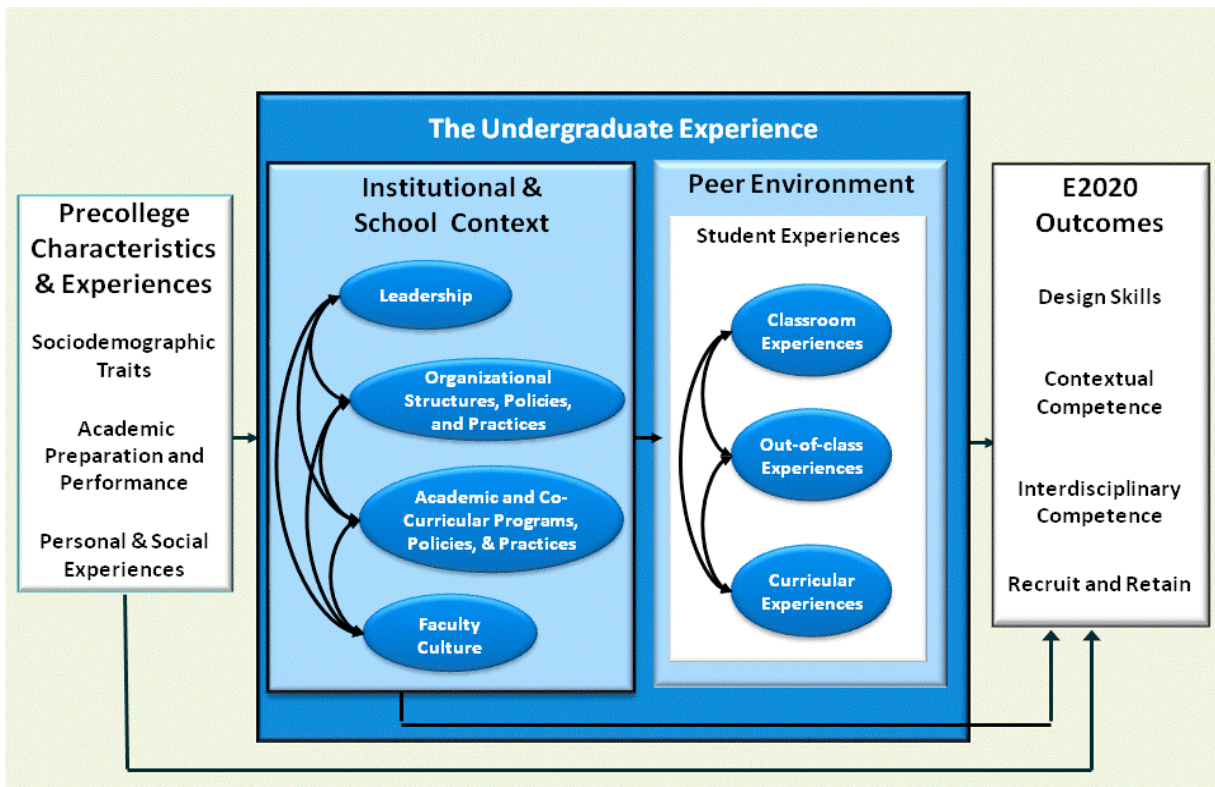 The Undergraduate Experience
Precollege
Characteristics
& Experiences
Sociodemographic
Traits
Academic
Preparation and
Performance
Personal & Social
Experiences
Institutional &
School Context
Leadership
Organizational
Structures, Policies,
and Practices
Academic and Co-
Curricular Programs,
Policies, & Practices
Faculty
Culture
Peer Environment
Student Experiences
Classroom
Experiences
Out-of-class
Experiences
Curricular
Experiences
E2020
Outcomes
Design Skills
Contextual
Competence
Interdisciplinary
Competence
Recruit and Retain